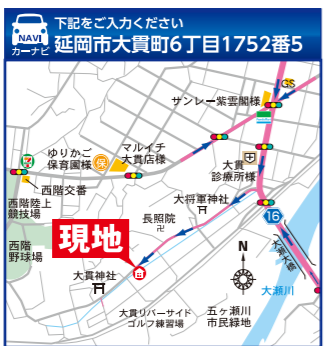 NAVI
カーナビ
下記をご入力ください
延岡市大貫町6丁目1752番5
GS
サンレー紫雲閣様
マルイチ
大貫店様
ゆりかご
保育園様
保
7
西階交番
大貫
診療所様
西階陸上
競技場
大将軍神社
長照院
卍
16
大瀬大橋
現地
西階
野球場
N
大貫神社
大瀬川
大貫リバーサイド
ゴルフ練習場
五ヶ瀬川
市民緑地